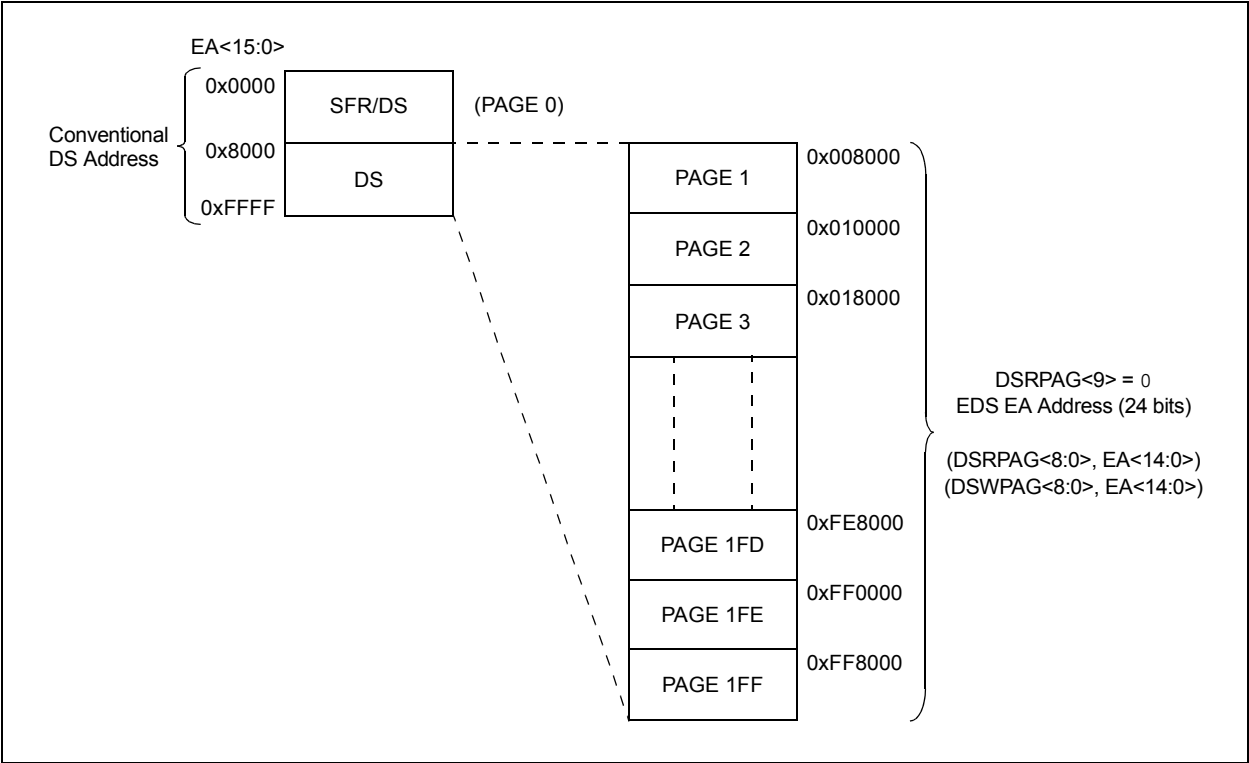 EA<15:0>
0x0000
SFR/DS
(PAGE 0)
Conventional
DS Address
0x8000
DS
0xFFFF
PAGE 1
0x008000
PAGE 2
0x010000
PAGE 3
0x018000
DSRPAG<9> = 0
EDS EA Address (24 bits)
(DSRPAG<8:0>, EA<14:0>)
(DSWPAG<8:0>, EA<14:0>)
PAGE 1FD
0xFE8000
PAGE 1FE
0xFF0000
PAGE 1FF
0xFF8000